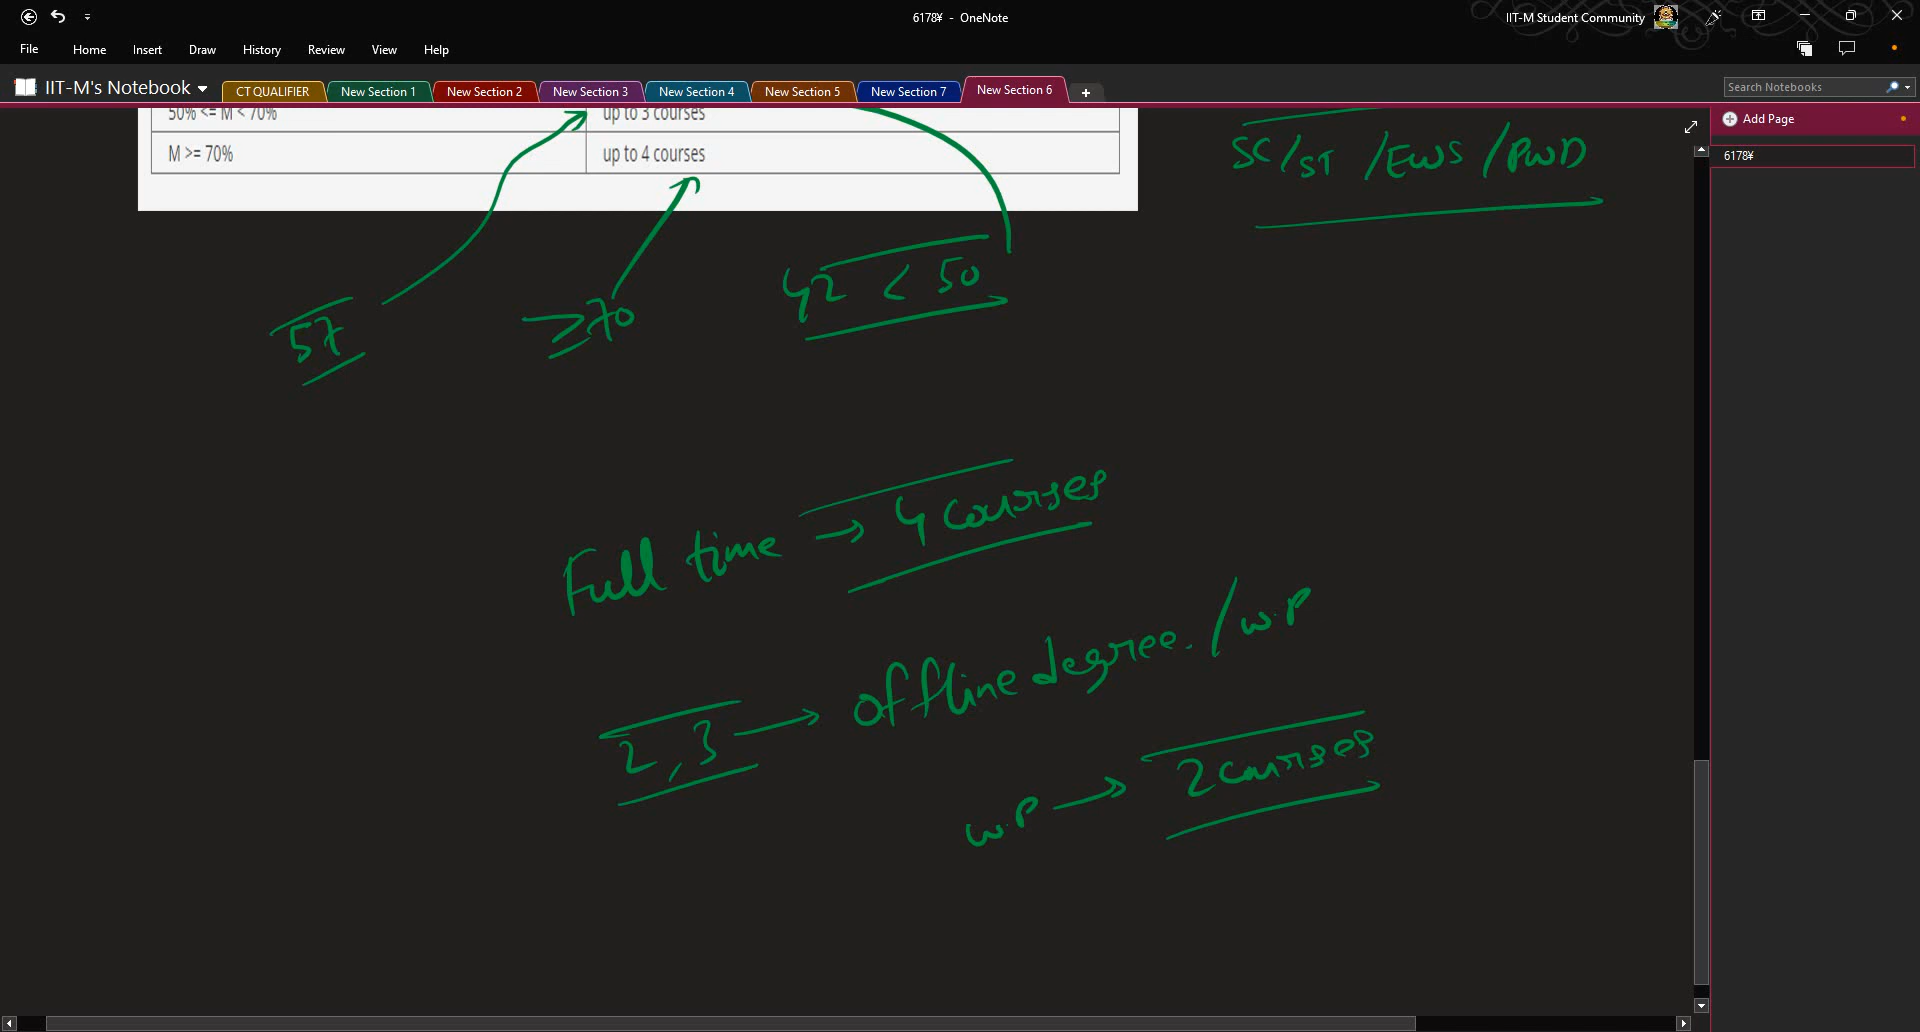 6178¥ - OneNote
IIT-M Student Community
File Home Insert Draw History Review View Help
IIT-M's Notebook
CT QUALIFIER New Section 1 New Section 2 New Section 3 New Section 4 New Section 5 New Section 7 New Section 6
Search Notebooks
Add Page
6178¥
50% <= M < 70% up to 3 courses
M >= 70% up to 4 courses
SC/ST /EWS /PWD
57
≥70
42 < 50
Full time → 4 courses
2,3 → offline degree. / w.P
w.P → 2 courses